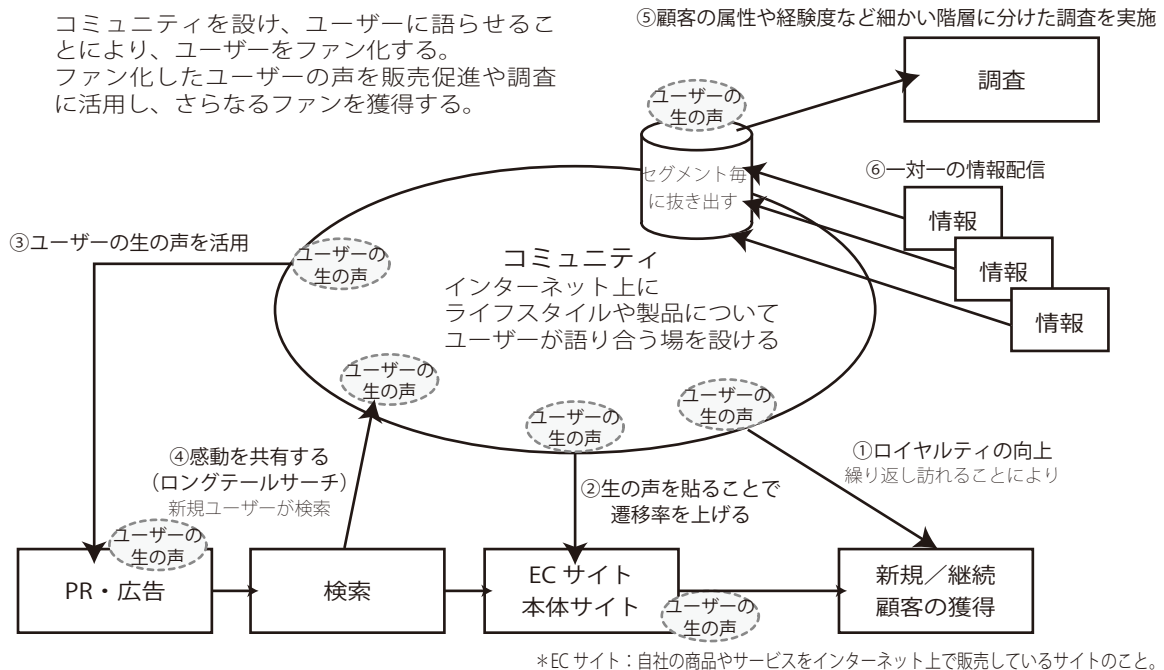 コミュニティを設け、ユーザーに語らせるこ
とにより、ユーザーをファン化する。
ファン化したユーザーの声を販売促進や調査
に活用し、さらなるファンを獲得する。
⑤顧客の属性や経験度など細かい階層に分けた調査を実施
調査
ユーザーの
生の声
セグメント毎
に抜き出す
⑥一対一の情報配信
情報
情報
情報
③ユーザーの生の声を活用
ユーザーの
生の声
コミュニティ
インターネット上に
ライフスタイルや製品について
ユーザーが語り合う場を設ける
ユーザーの
生の声
ユーザーの
生の声
ユーザーの
生の声
④感動を共有する
（ロングテールサーチ）
新規ユーザーが検索
②生の声を貼ることで
遷移率を上げる
①ロイヤルティの向上
繰り返し訪れることにより
ユーザーの
生の声
PR・広告
検索
EC サイト
本体サイト
ユーザーの
生の声
新規／継続
顧客の獲得
＊EC サイト：自社の商品やサービスをインターネット上で販売しているサイトのこと。